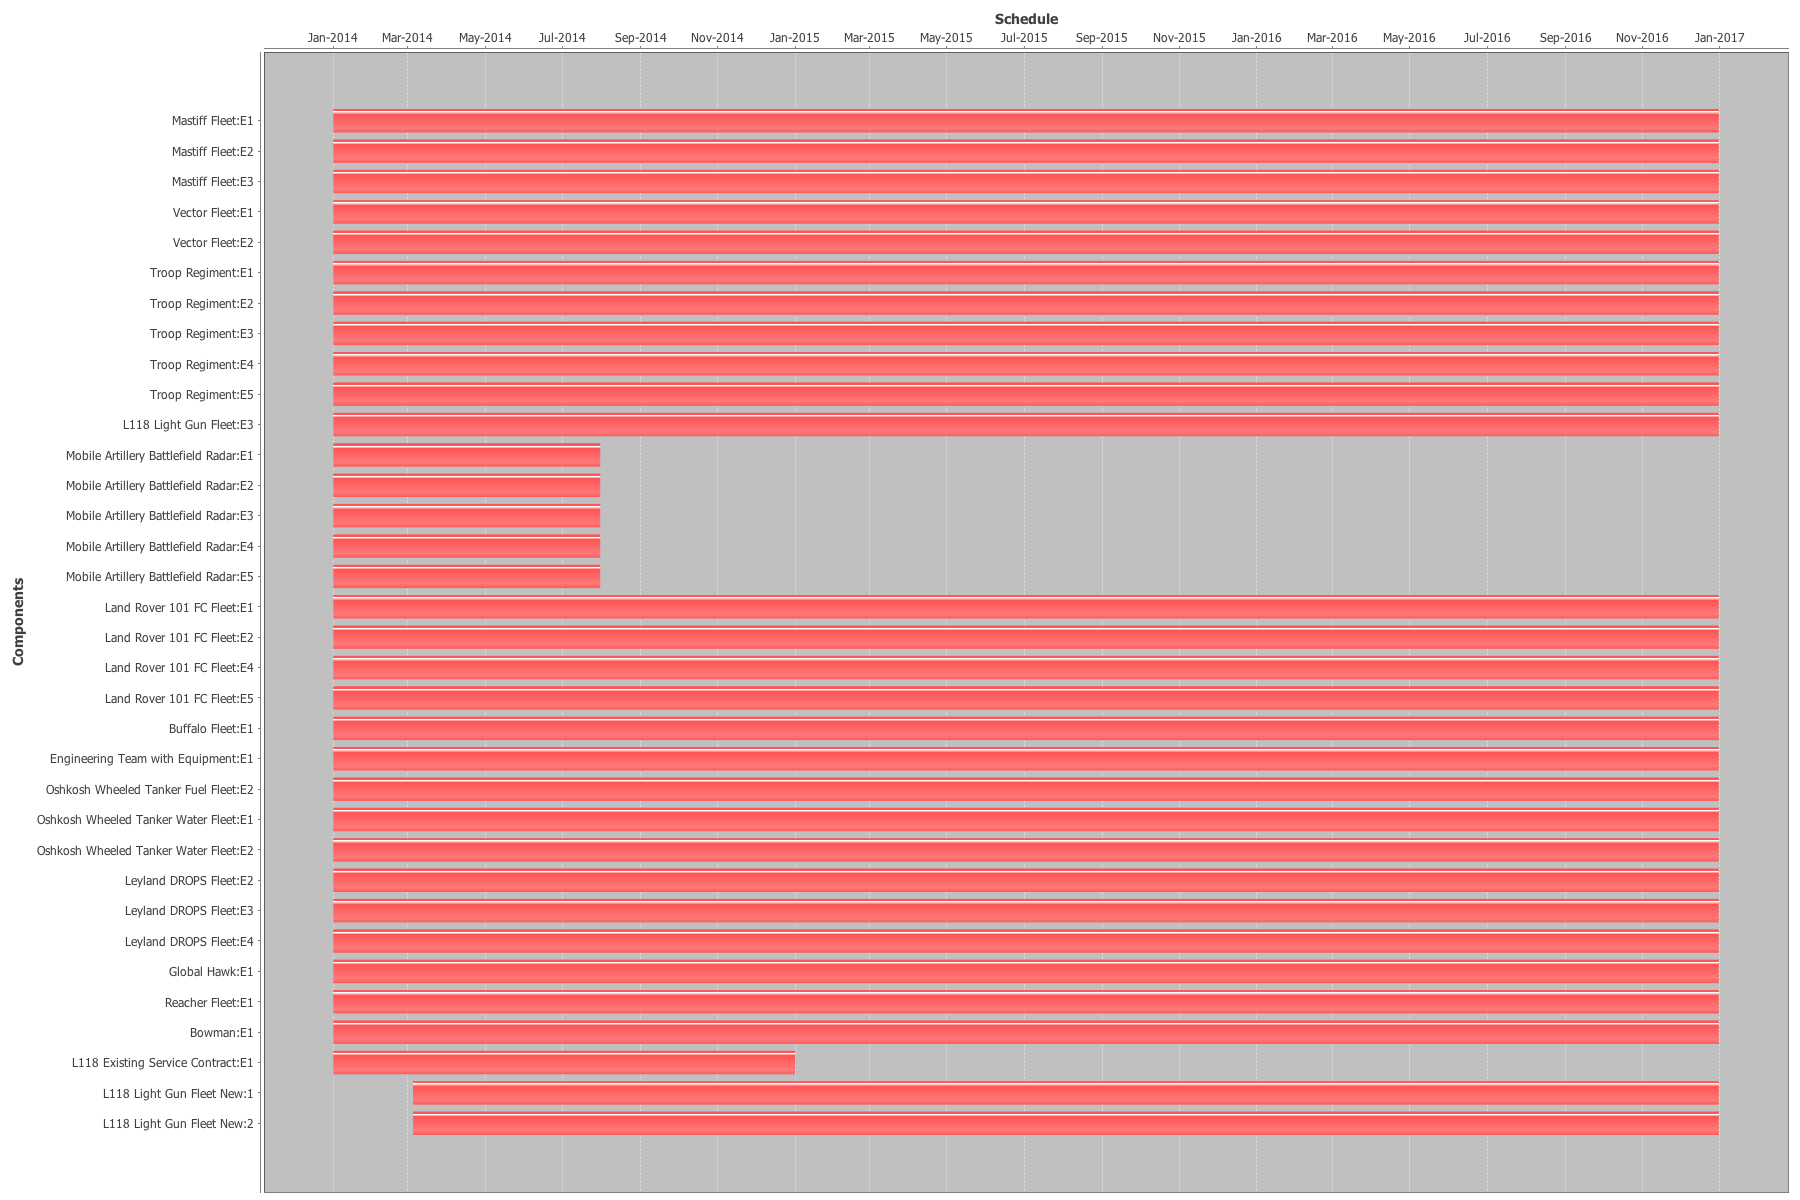 Schedule
Jan-2014 Mar-2014 May-2014 Jul-2014 Sep-2014 Nov-2014 Jan-2015 Mar-2015 May-2015 Jul-2015 Sep-2015 Nov-2015 Jan-2016 Mar-2016 May-2016 Jul-2016 Sep-2016 Nov-2016 Jan-2017
Components
Mastiff Fleet:E1
Mastiff Fleet:E2
Mastiff Fleet:E3
Vector Fleet:E1
Vector Fleet:E2
Troop Regiment:E1
Troop Regiment:E2
Troop Regiment:E3
Troop Regiment:E4
Troop Regiment:E5
L118 Light Gun Fleet:E3
Mobile Artillery Battlefield Radar:E1
Mobile Artillery Battlefield Radar:E2
Mobile Artillery Battlefield Radar:E3
Mobile Artillery Battlefield Radar:E4
Mobile Artillery Battlefield Radar:E5
Land Rover 101 FC Fleet:E1
Land Rover 101 FC Fleet:E2
Land Rover 101 FC Fleet:E4
Land Rover 101 FC Fleet:E5
Buffalo Fleet:E1
Engineering Team with Equipment:E1
Oshkosh Wheeled Tanker Fuel Fleet:E2
Oshkosh Wheeled Tanker Water Fleet:E1
Oshkosh Wheeled Tanker Water Fleet:E2
Leyland DROPS Fleet:E2
Leyland DROPS Fleet:E3
Leyland DROPS Fleet:E4
Global Hawk:E1
Reacher Fleet:E1
Bowman:E1
L118 Existing Service Contract:E1
L118 Light Gun Fleet New:1
L118 Light Gun Fleet New:2